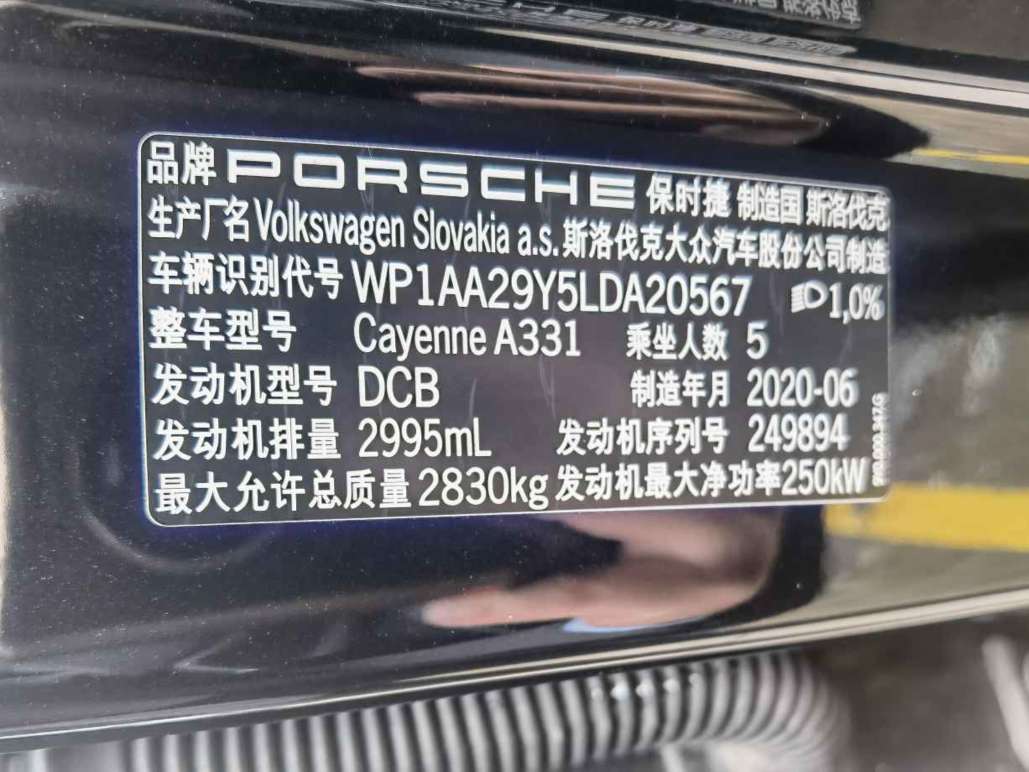 品牌 PORSCHE 保时捷 制造国 斯洛伐克
生产厂名 Volkswagen Slovakia a.s. 斯洛伐克大众汽车股份公司制造
车辆识别代号 WP1AA29Y5LDA20567 1,0%
整车型号 Cayenne A331 乘坐人数 5
发动机型号 DCB 制造年月 2020-06
发动机排量 2995mL 发动机序列号 249894
最大允许总质量 2830kg 发动机最大净功率 250kW